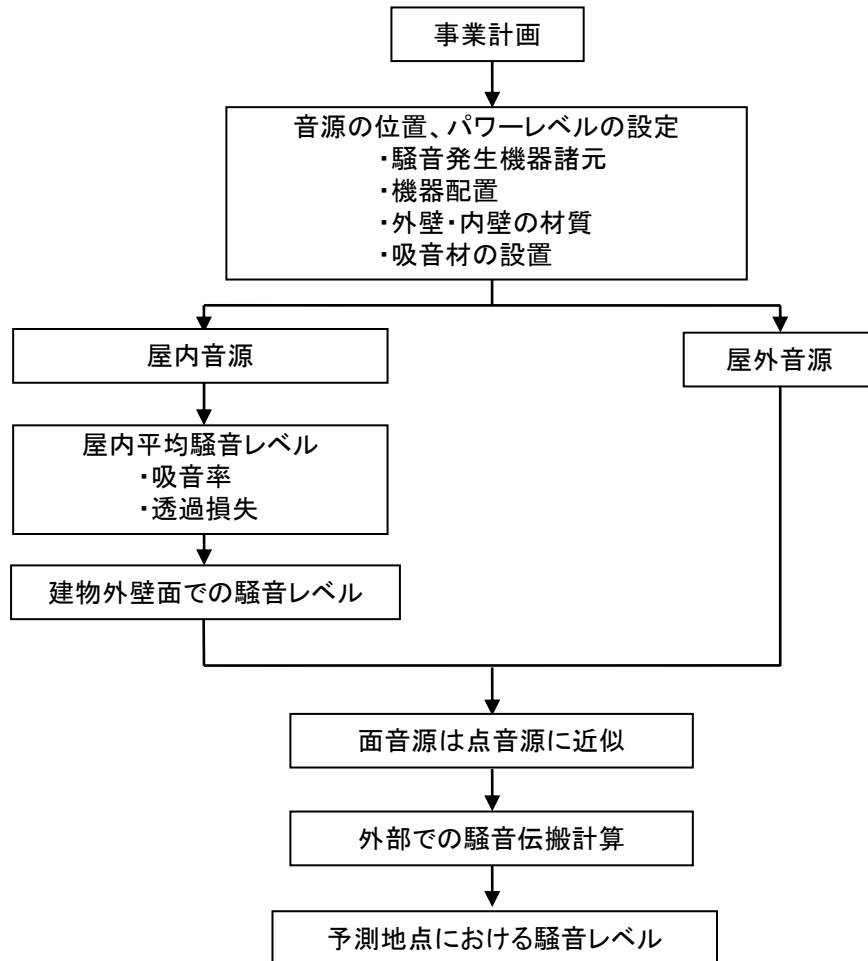 事業計画
音源の位置、パワーレベルの設定
・騒音発生機器諸元
・機器配置
・外壁・内壁の材質
・吸音材の設置
屋内音源
屋外音源
屋内平均騒音レベル
・吸音率
・透過損失
建物外壁面での騒音レベル
面音源は点音源に近似
外部での騒音伝搬計算
予測地点における騒音レベル